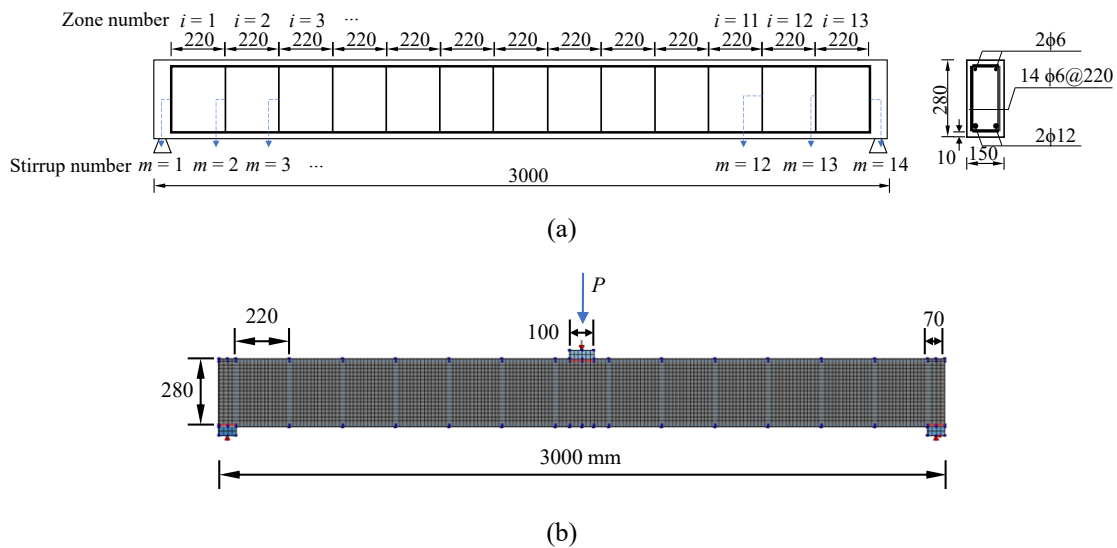 Zone number i = 1 i = 2 i = 3 ... i = 11 i = 12 i = 13
220 220 220 220 220 220 220 220 220 220 220 220 220
2ϕ6
14 ϕ6@220
280
2ϕ12
10 150
Stirrup number m = 1 m = 2 m = 3 ... m = 12 m = 13 m = 14
3000
(a)
P
220 100 70
280
3000 mm
(b)